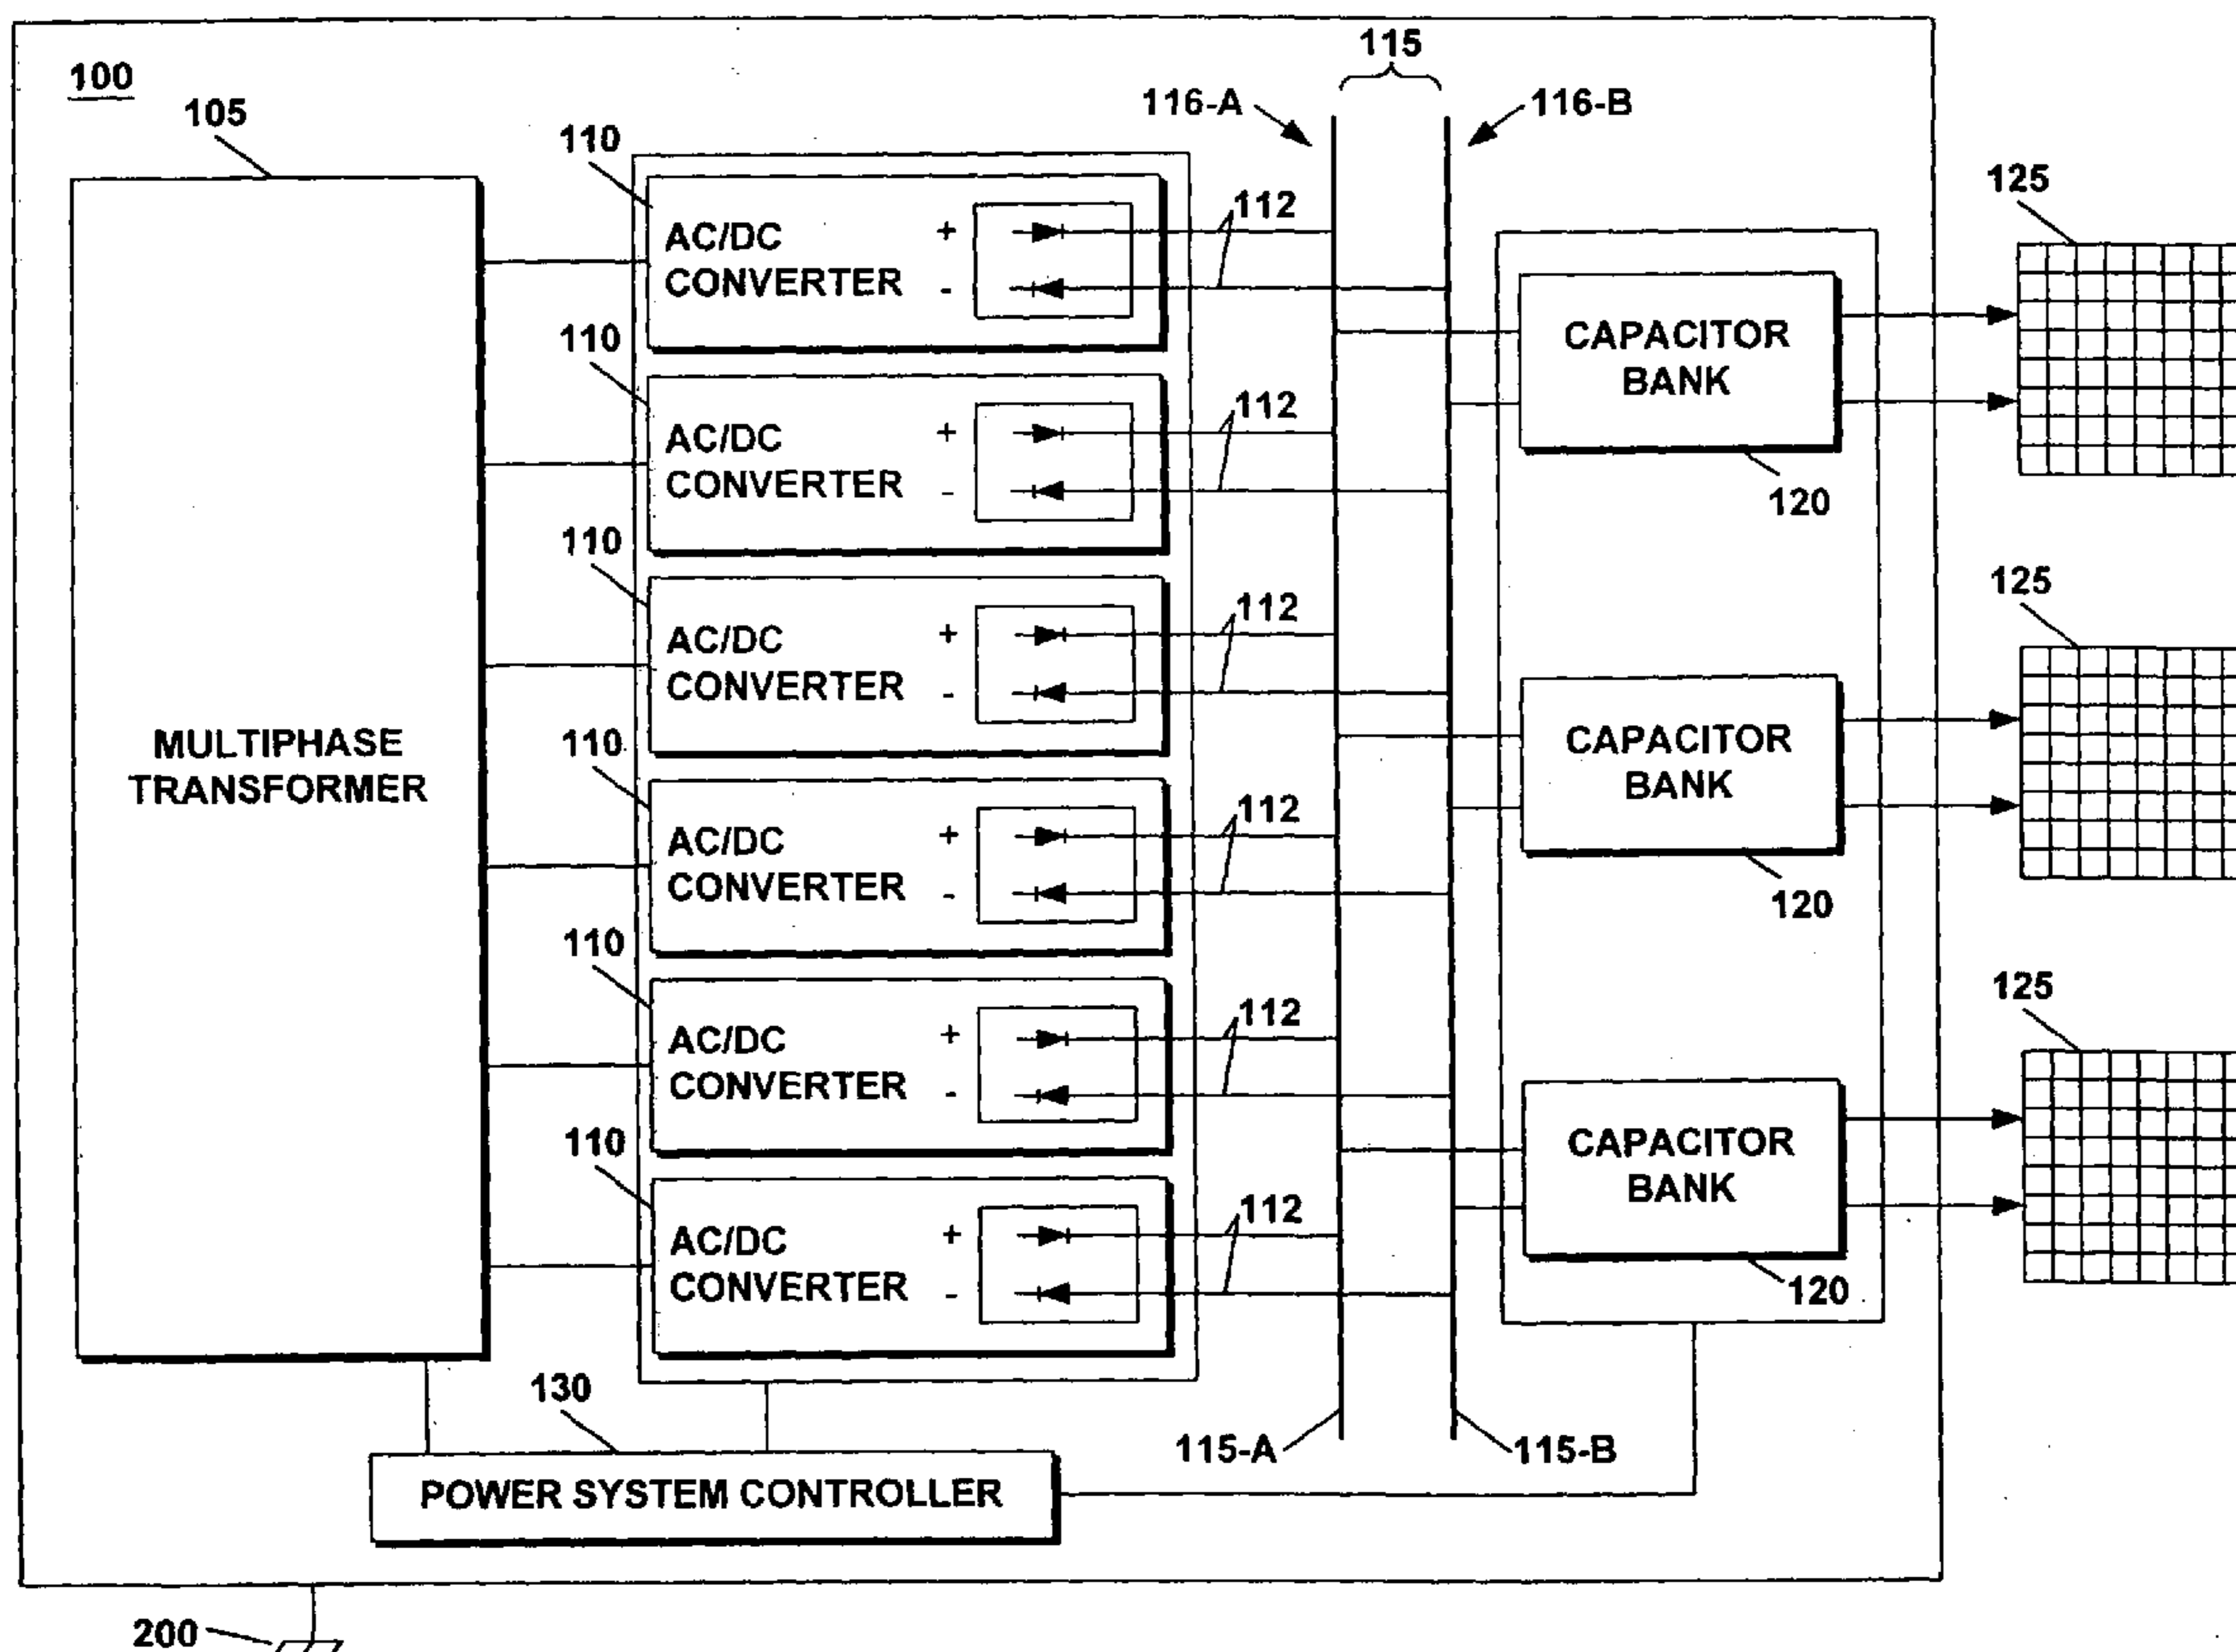 100
105
MULTIPHASE
TRANSFORMER
110
AC/DC
CONVERTER
+
-
112
110
AC/DC
CONVERTER
+
-
112
110
AC/DC
CONVERTER
+
-
112
110
AC/DC
CONVERTER
+
-
112
110
AC/DC
CONVERTER
+
-
112
110
AC/DC
CONVERTER
+
-
112
115
116-A
116-B
115-A
115-B
CAPACITOR
BANK
120
CAPACITOR
BANK
120
CAPACITOR
BANK
120
125
125
125
130
POWER SYSTEM CONTROLLER
200